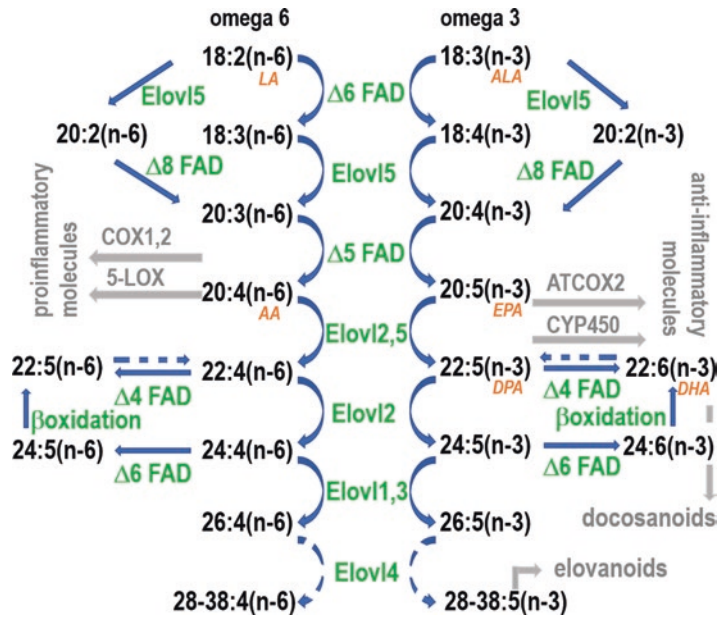 omega 6
omega 3
18:2(n-6)
LA
18:3(n-3)
ALA
Elovl5
Δ6 FAD
Elovl5
20:2(n-6)
18:3(n-6)
18:4(n-3)
20:2(n-3)
Δ8 FAD
Elovl5
Δ8 FAD
20:3(n-6)
20:4(n-3)
proinflammatory
molecules
anti-inflammatory
molecules
COX1,2
Δ5 FAD
5-LOX
20:4(n-6)
AA
20:5(n-3)
EPA
ATCOX2
CYP450
Elovl2,5
22:5(n-6)
22:4(n-6)
22:5(n-3)
DPA
22:6(n-3)
DHA
Δ4 FAD
Δ4 FAD
βoxidation
Elovl2
βoxidation
24:5(n-6)
24:4(n-6)
24:5(n-3)
24:6(n-3)
Δ6 FAD
Δ6 FAD
Elovl1,3
26:4(n-6)
26:5(n-3)
docosanoids
Elovl4
elovanoids
28-38:4(n-6)
28-38:5(n-3)